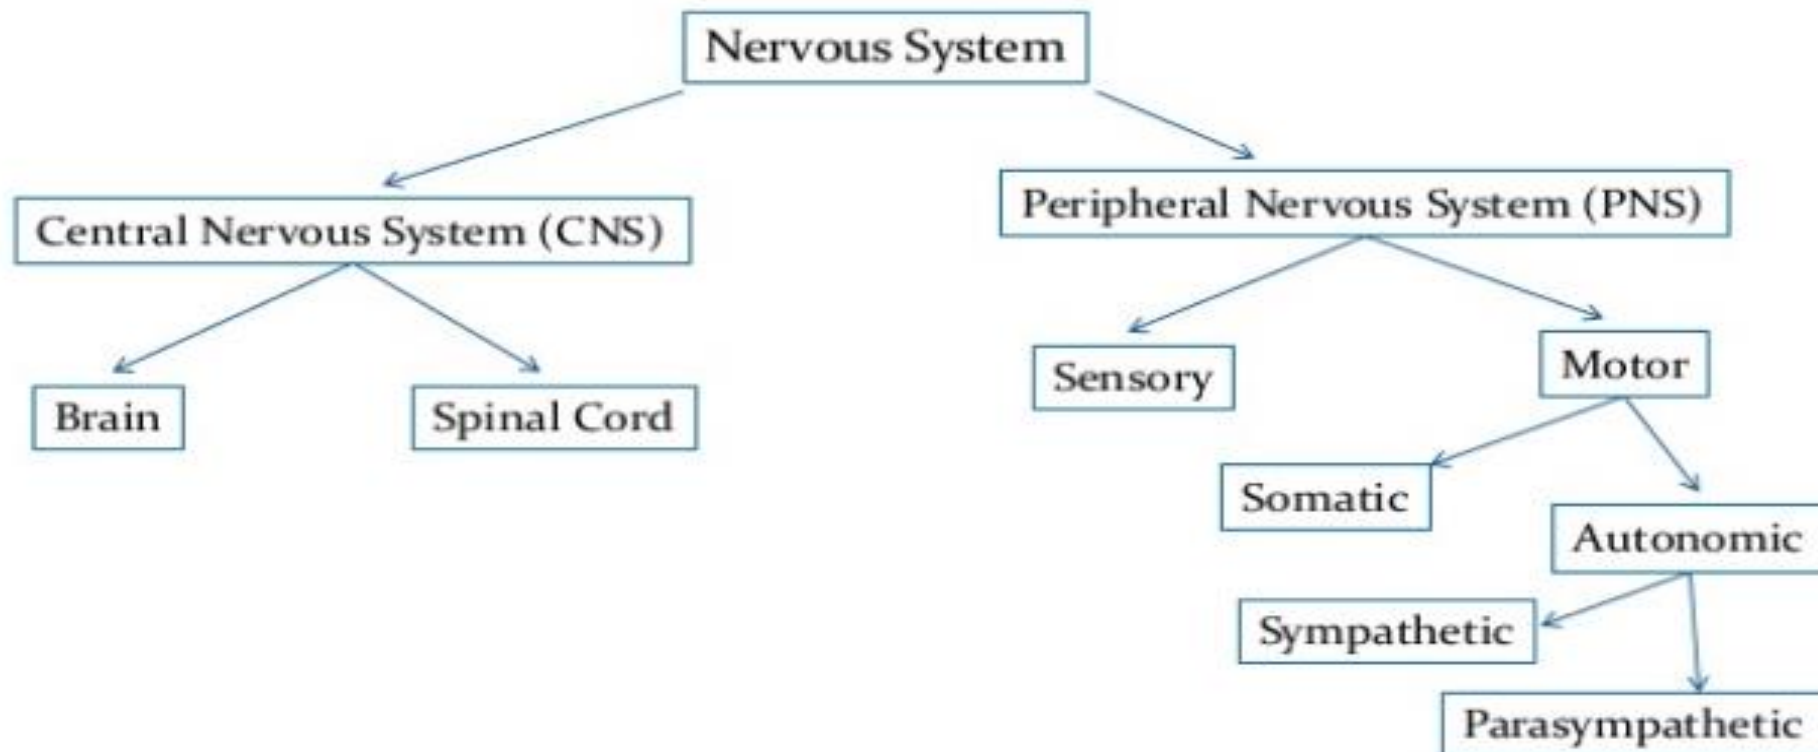 Nervous System
Central Nervous System (CNS)
Peripheral Nervous System (PNS)
Brain
Spinal Cord
Sensory
Motor
Somatic
Autonomic
Sympathetic
Parasympathetic